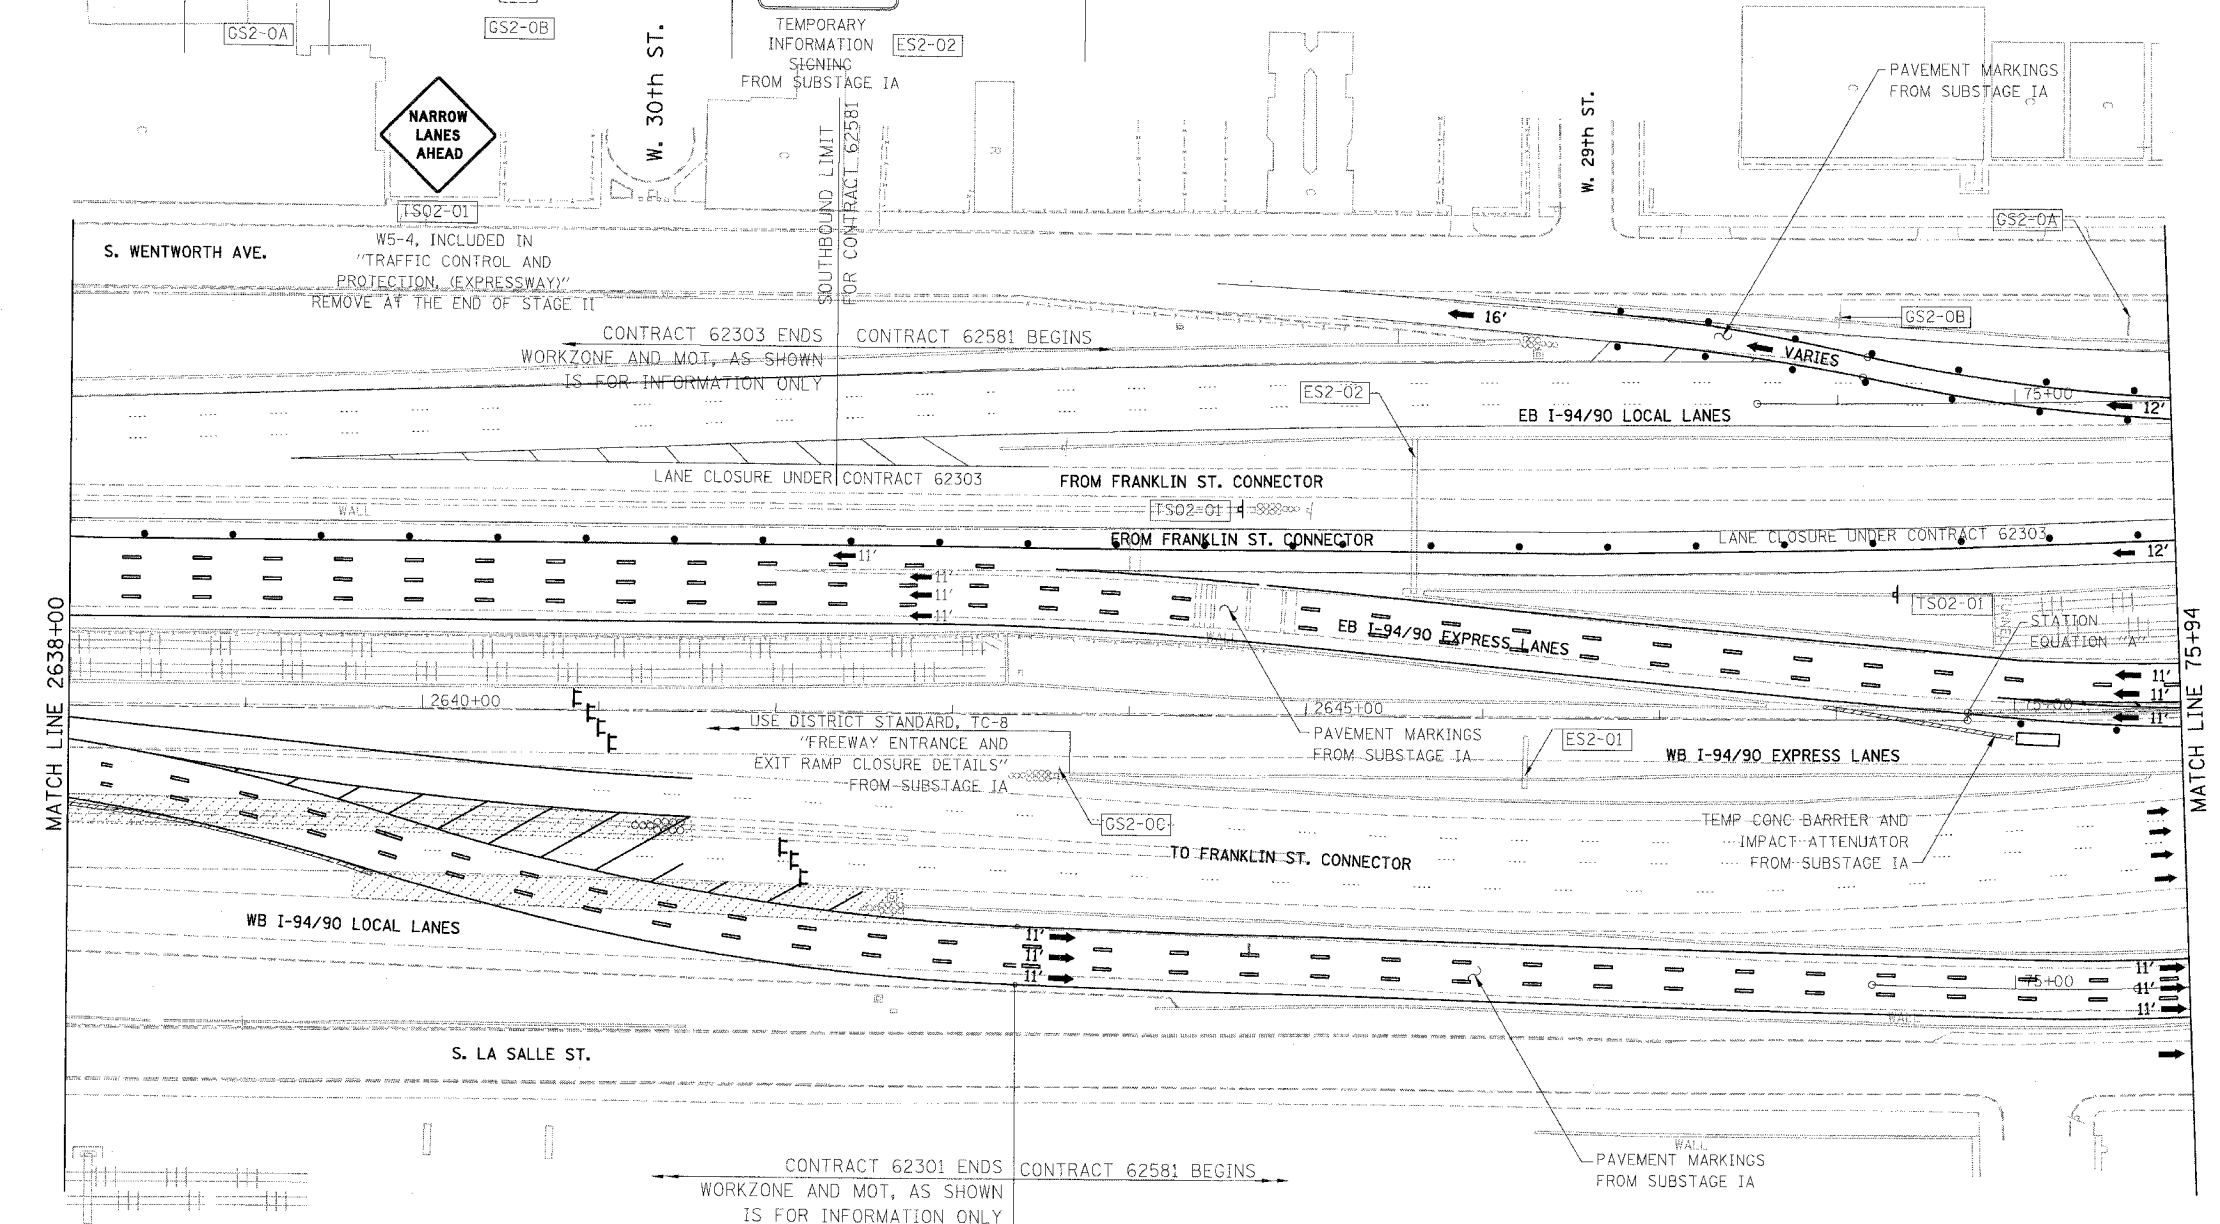 GS2-0A
GS2-0B
TEMPORARY
INFORMATION
SIGNING
FROM SUBSTAGE IA
ES2-02
W. 30th ST.
NARROW
LANES
AHEAD
TS02-01
W5-4, INCLUDED IN
"TRAFFIC CONTROL AND
PROTECTION, (EXPRESSWAY)"
REMOVE AT THE END OF STAGE II
S. WENTWORTH AVE.
SOUTHBOUND LIMIT
FOR CONTRACT 62581
W. 29th ST.
PAVEMENT MARKINGS
FROM SUBSTAGE IA
GS2-0A
GS2-0B
CONTRACT 62303 ENDS
CONTRACT 62581 BEGINS
WORKZONE AND MOT, AS SHOWN
IS FOR INFORMATION ONLY
16'
VARIES
75+00
12'
ES2-02
EB I-94/90 LOCAL LANES
LANE CLOSURE UNDER CONTRACT 62303
FROM FRANKLIN ST. CONNECTOR
WALL
TS02-01
FROM FRANKLIN ST. CONNECTOR
LANE CLOSURE UNDER CONTRACT 62303
12'
11'
11'
11'
11'
MATCH LINE 2638+00
WALL
EB I-94/90 EXPRESS LANES
TS02-01
STATION
EQUATION "A"
11'
11'
11'
75+00
MATCH LINE 75+94
2640+00
2645+00
USE DISTRICT STANDARD, TC-8
"FREEWAY ENTRANCE AND
EXIT RAMP CLOSURE DETAILS"
FROM SUBSTAGE IA
PAVEMENT MARKINGS
FROM SUBSTAGE IA
ES2-01
WB I-94/90 EXPRESS LANES
GS2-0C
TEMP CONC BARRIER AND
IMPACT ATTENUATOR
FROM SUBSTAGE IA
TO FRANKLIN ST. CONNECTOR
WB I-94/90 LOCAL LANES
11'
11'
11'
11'
11'
11'
75+00
WALL
S. LA SALLE ST.
WALL
PAVEMENT MARKINGS
FROM SUBSTAGE IA
CONTRACT 62301 ENDS
CONTRACT 62581 BEGINS
WORKZONE AND MOT, AS SHOWN
IS FOR INFORMATION ONLY